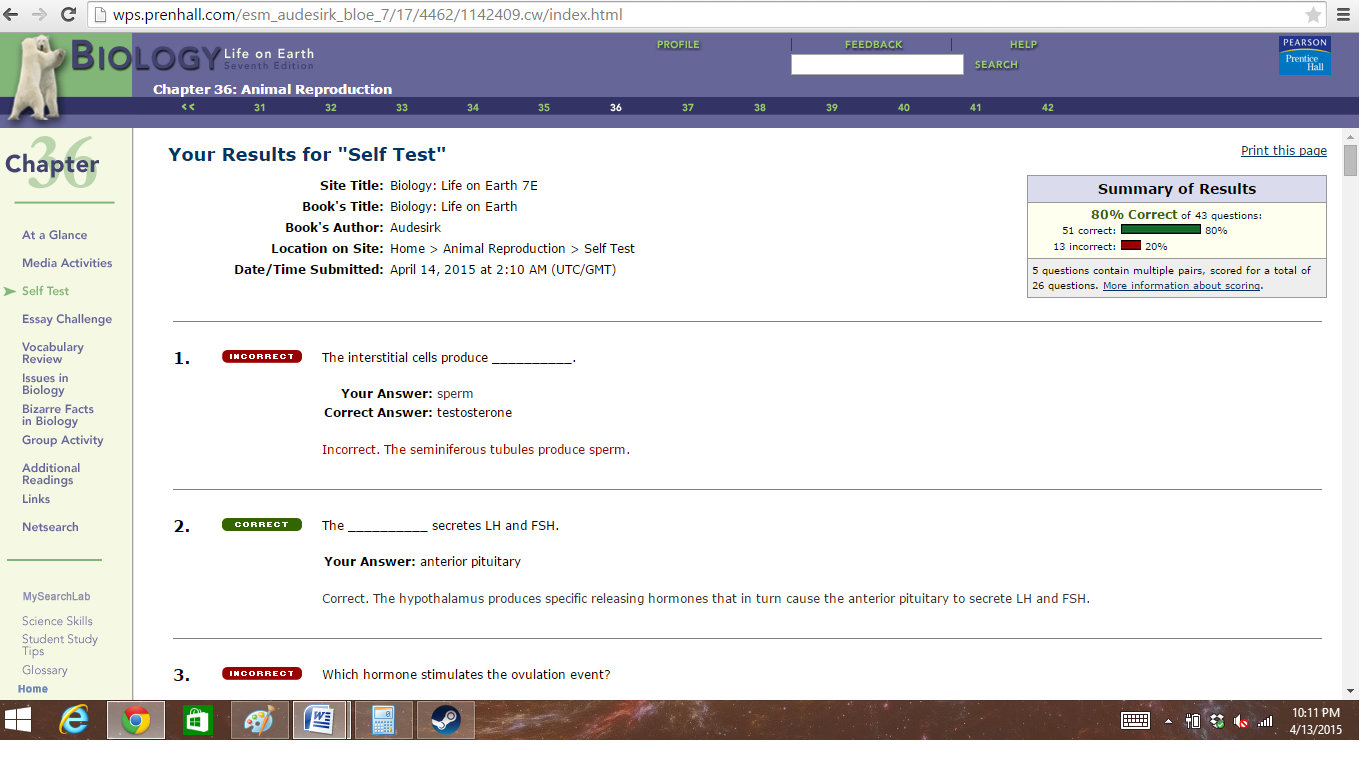 wps.prenhall.com/esm_audesirk_bloe_7/17/4462/1142409.cw/index.html
BIOLOGY Life on Earth
Seventh Edition
PROFILE FEEDBACK HELP
SEARCH
PEARSON
Prentice
Hall
Chapter 36: Animal Reproduction
<< 31 32 33 34 35 36 37 38 39 40 41 42
36
Chapter
At a Glance
Media Activities
Self Test
Essay Challenge
Vocabulary
Review
Issues in
Biology
Bizarre Facts
in Biology
Group Activity
Additional
Readings
Links
Netsearch
MySearchLab
Science Skills
Student Study
Tips
Glossary
Home
Your Results for "Self Test"
Print this page
Site Title: Biology: Life on Earth 7E
Book's Title: Biology: Life on Earth
Book's Author: Audesirk
Location on Site: Home > Animal Reproduction > Self Test
Date/Time Submitted: April 14, 2015 at 2:10 AM (UTC/GMT)
Summary of Results
80% Correct of 43 questions:
51 correct: 80%
13 incorrect: 20%
5 questions contain multiple pairs, scored for a total of
26 questions. More information about scoring.
1. INCORRECT The interstitial cells produce __________.
Your Answer: sperm
Correct Answer: testosterone
Incorrect. The seminiferous tubules produce sperm.
2. CORRECT The __________ secretes LH and FSH.
Your Answer: anterior pituitary
Correct. The hypothalamus produces specific releasing hormones that in turn cause the anterior pituitary to secrete LH and FSH.
3. INCORRECT Which hormone stimulates the ovulation event?
10:11 PM
4/13/2015